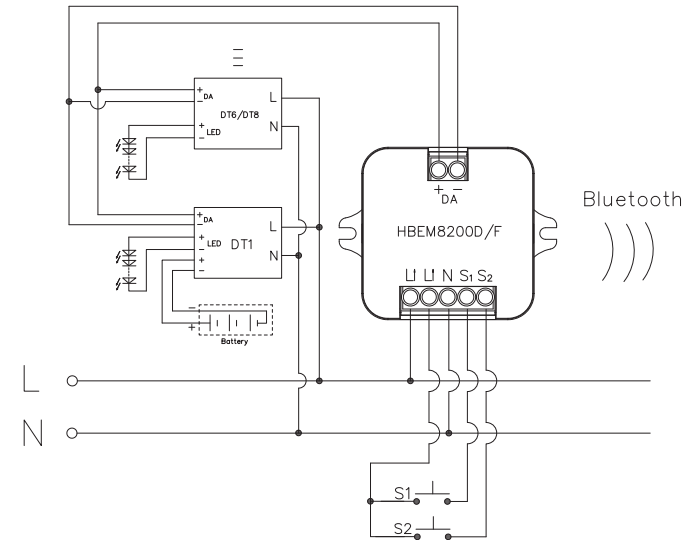 +
DA
−
L
DT6/DT8
+
LED
−
N
+ −
DA
HBEM8200D/F
Bluetooth
+
DA
−
L
+
LED
−
DT1
N
+
−
L L N S1 S2
−
+
Battery
L
N
S1
S2